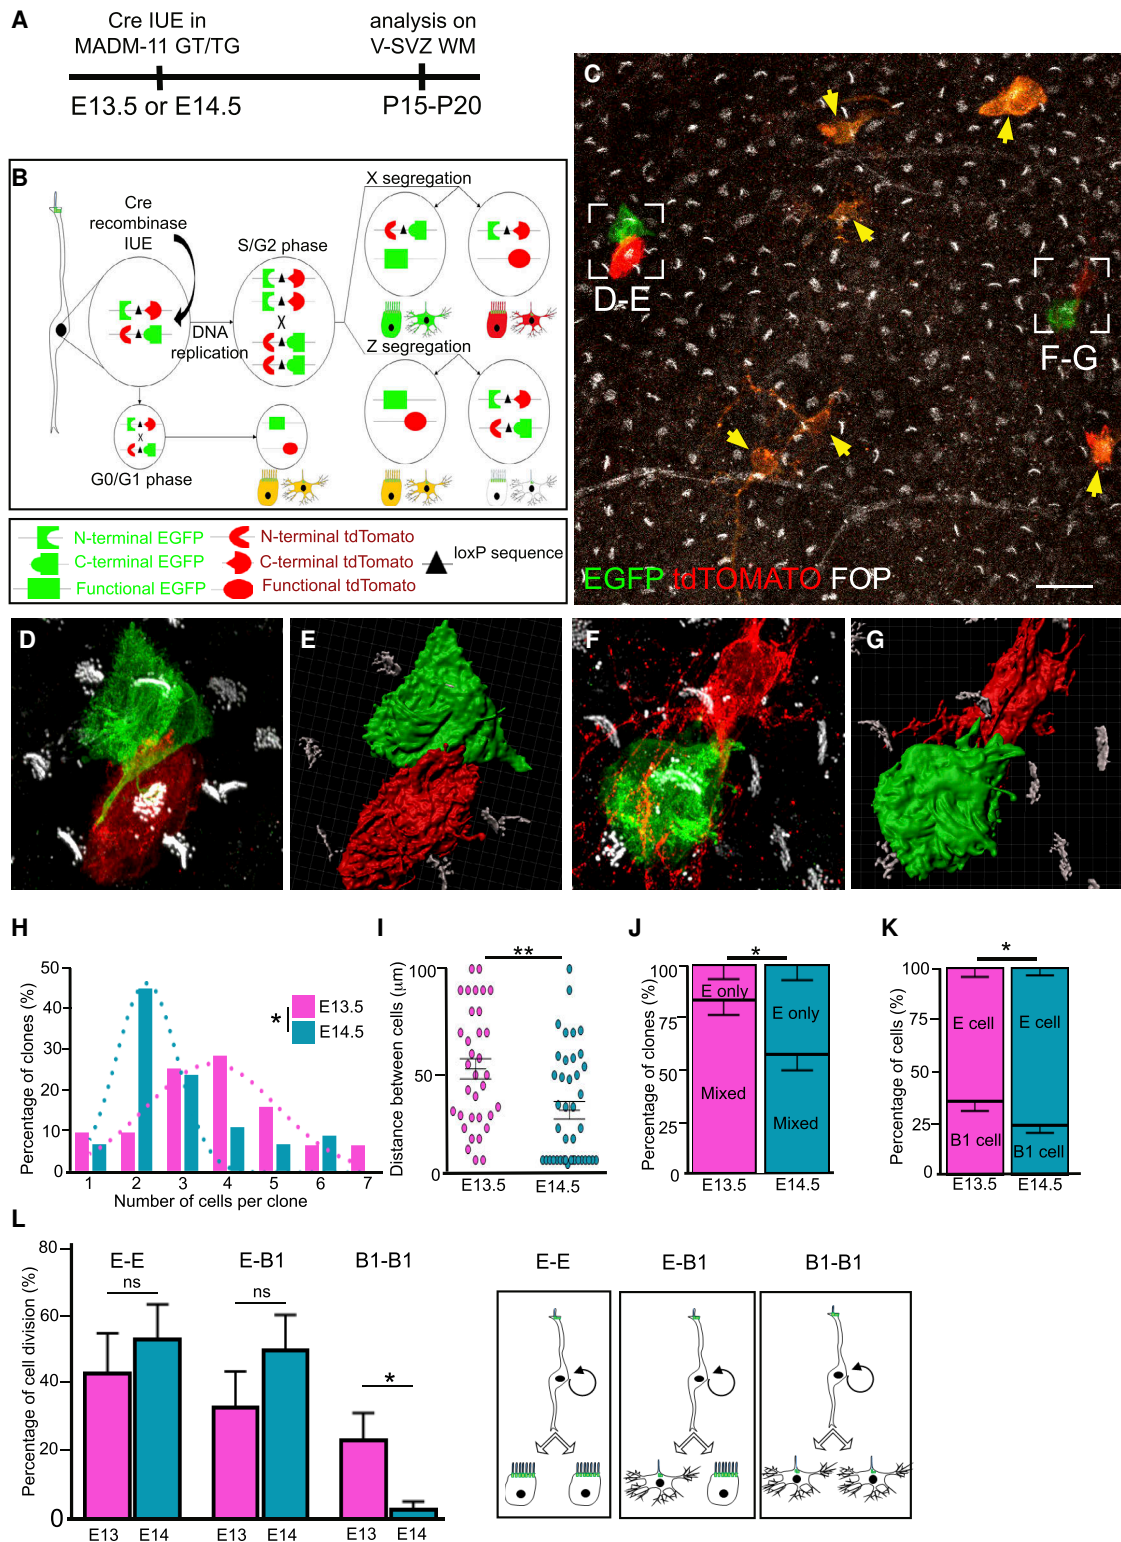 A
Cre IUE in
MADM-11 GT/TG
analysis on
V-SVZ WM
E13.5 or E14.5
P15-P20
B
Cre
recombinase
IUE
S/G2 phase
X segregation
DNA
replication
Z segregation
G0/G1 phase
N-terminal EGFP
N-terminal tdTomato
C-terminal EGFP
C-terminal tdTomato
loxP sequence
Functional EGFP
Functional tdTomato
C
D-E
F-G
EGFP tdTOMATO FOP
D
E
F
G
H
Percentage of clones (%)
50
40
30
20
10
0
E13.5
E14.5
*
1 2 3 4 5 6 7
Number of cells per clone
I
Distance between cells (µm)
100
50
0
**
E13.5 E14.5
J
Percentage of clones (%)
100
75
50
25
0
*
E only
E only
Mixed
Mixed
E13.5 E14.5
K
Percentage of cells (%)
100
75
50
25
0
*
E cell
E cell
B1 cell
B1 cell
E13.5 E14.5
L
Percentage of cell division (%)
80
60
40
20
0
E-E
E-B1
B1-B1
ns
ns
*
E13 E14
E13 E14
E13 E14
E-E
E-B1
B1-B1